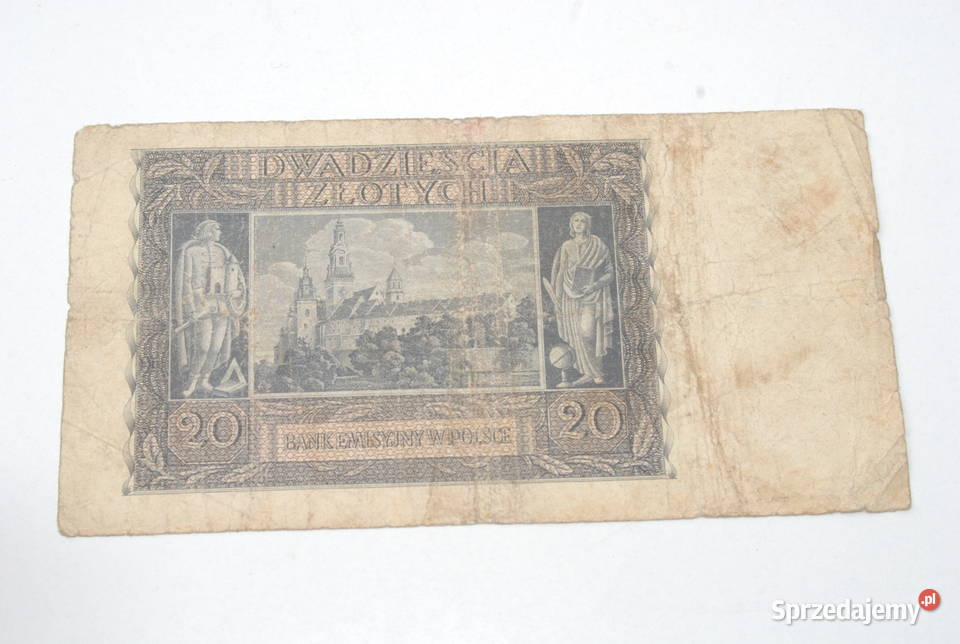 DWADZIEŚCIA
ZŁOTYCH
20
20
BANK EMISYJNY W POLSCE
Sprzedajemy.pl